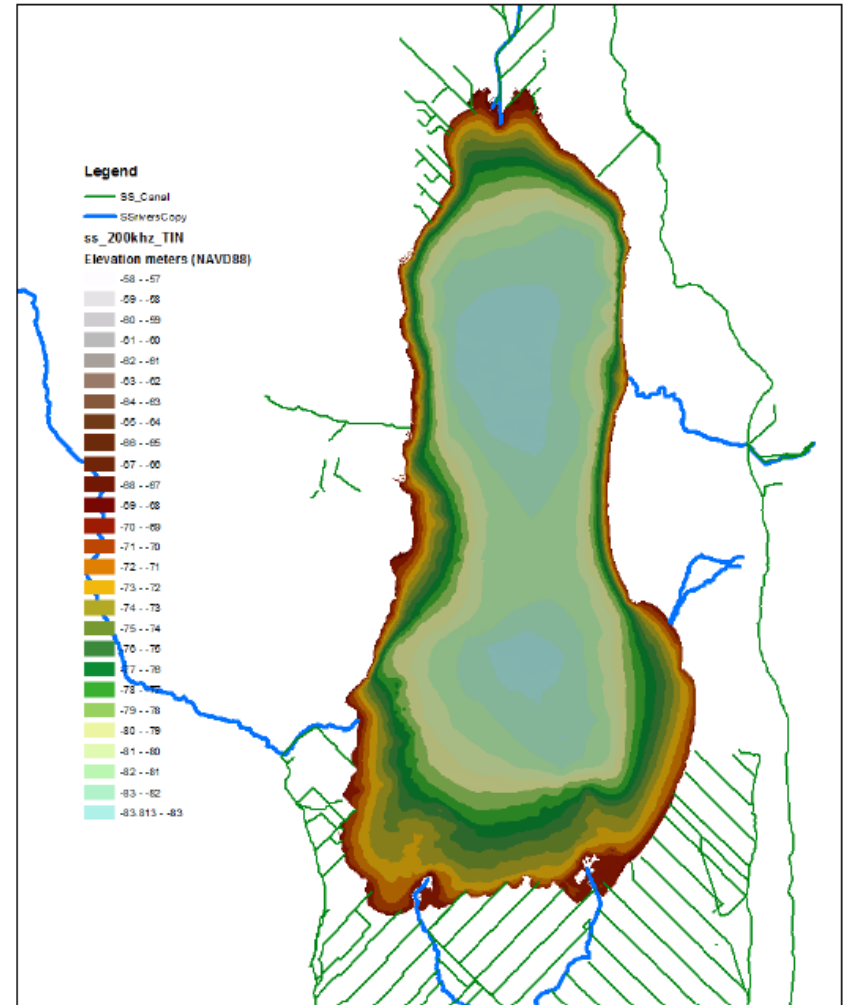 Legend
SS_Canal
SSriversCopy
ss_200khz_TIN
Elevation meters (NAVD88)
-58 - -57
-59 - -58
-60 - -59
-61 - -60
-62 - -61
-63 - -62
-64 - -63
-65 - -64
-66 - -65
-67 - -66
-68 - -67
-69 - -68
-70 - -69
-71 - -70
-72 - -71
-73 - -72
-74 - -73
-75 - -74
-76 - -75
-77 - -76
-78 - -77
-79 - -78
-80 - -79
-81 - -80
-82 - -81
-83 - -82
-83.813 - -83